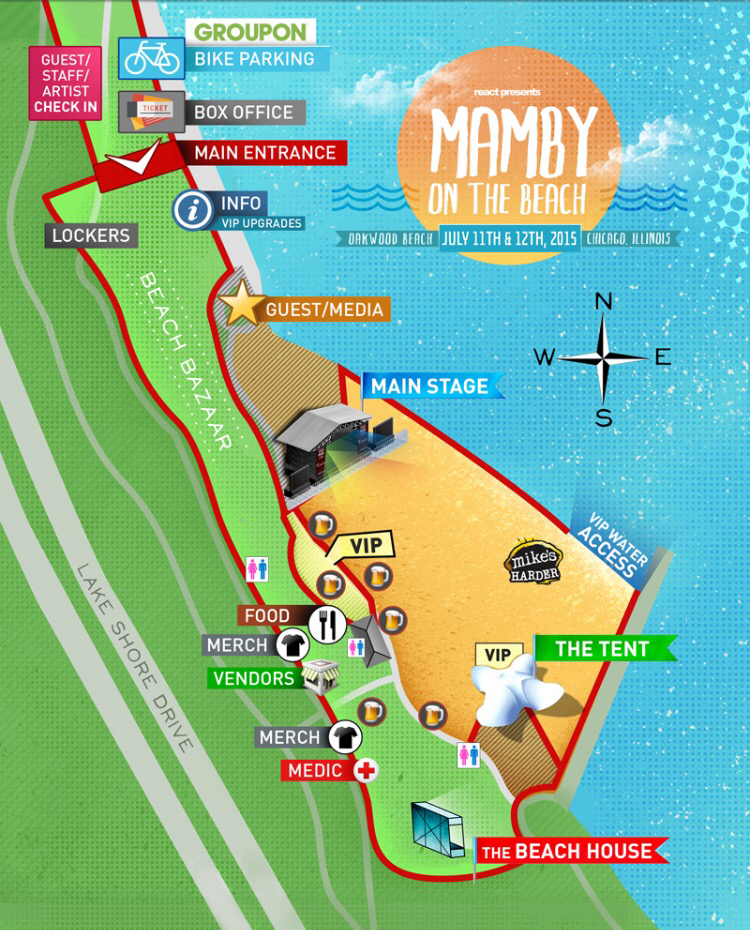 GROUPON
BIKE PARKING
GUEST/
STAFF/
ARTIST
CHECK IN
TICKET
BOX OFFICE
MAIN ENTRANCE
react presents
MAMBY
ON THE BEACH
OAKWOOD BEACH JULY 11TH & 12TH, 2015 CHICAGO, ILLINOIS
i INFO
VIP UPGRADES
LOCKERS
BEACH BAZAAR
GUEST/MEDIA
N
W E
S
MAIN STAGE
VIP WATER
ACCESS
VIP
mike's
HARDER
LAKE SHORE DRIVE
FOOD
MERCH
VENDORS
VIP
THE TENT
MERCH
MEDIC
THE BEACH HOUSE